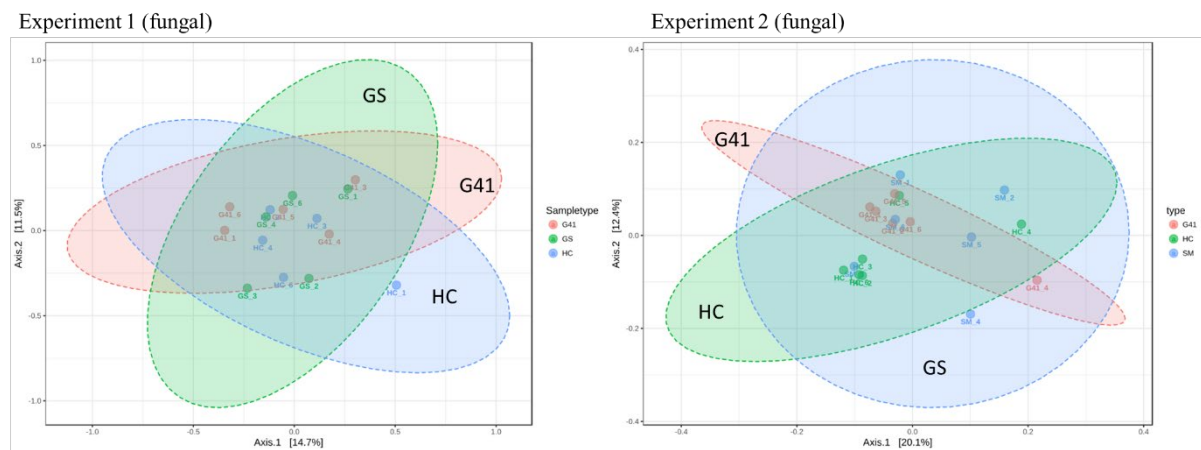 Experiment 1 (fungal)
Experiment 2 (fungal)
1.0
0.5
0.0
-0.5
-1.0
Axis.2 [11.5%]
GS
G41
HC
G41_3
GS_1
GS_6
G41_6
G41_5
GS_4
HC_3
G41_1
G41_4
HC_4
HC_6
GS_3
GS_2
HC_1
-1.0
-0.5
0.0
0.5
1.0
Axis.1 [14.7%]
Sampletype
G41
GS
HC
0.4
0.2
0.0
-0.2
-0.4
Axis.2 [12.4%]
G41
HC
GS
SM_2
HC_5
HC_4
SM_5
HC_3
HC_2
SM_4
-0.4
-0.2
0.0
0.2
0.4
Axis.1 [20.1%]
type
G41
HC
SM